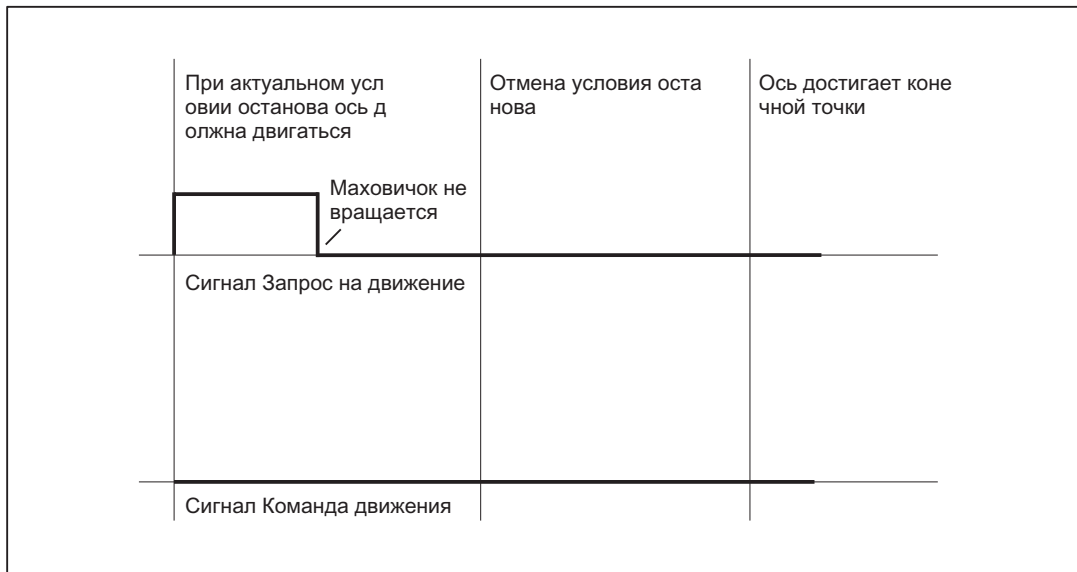 При актуальном усл
овии останова ось д
олжна двигаться
Отмена условия оста
нова
Ось достигает коне
чной точки
Маховичок не
вращается
Сигнал Запрос на движение
Сигнал Команда движения